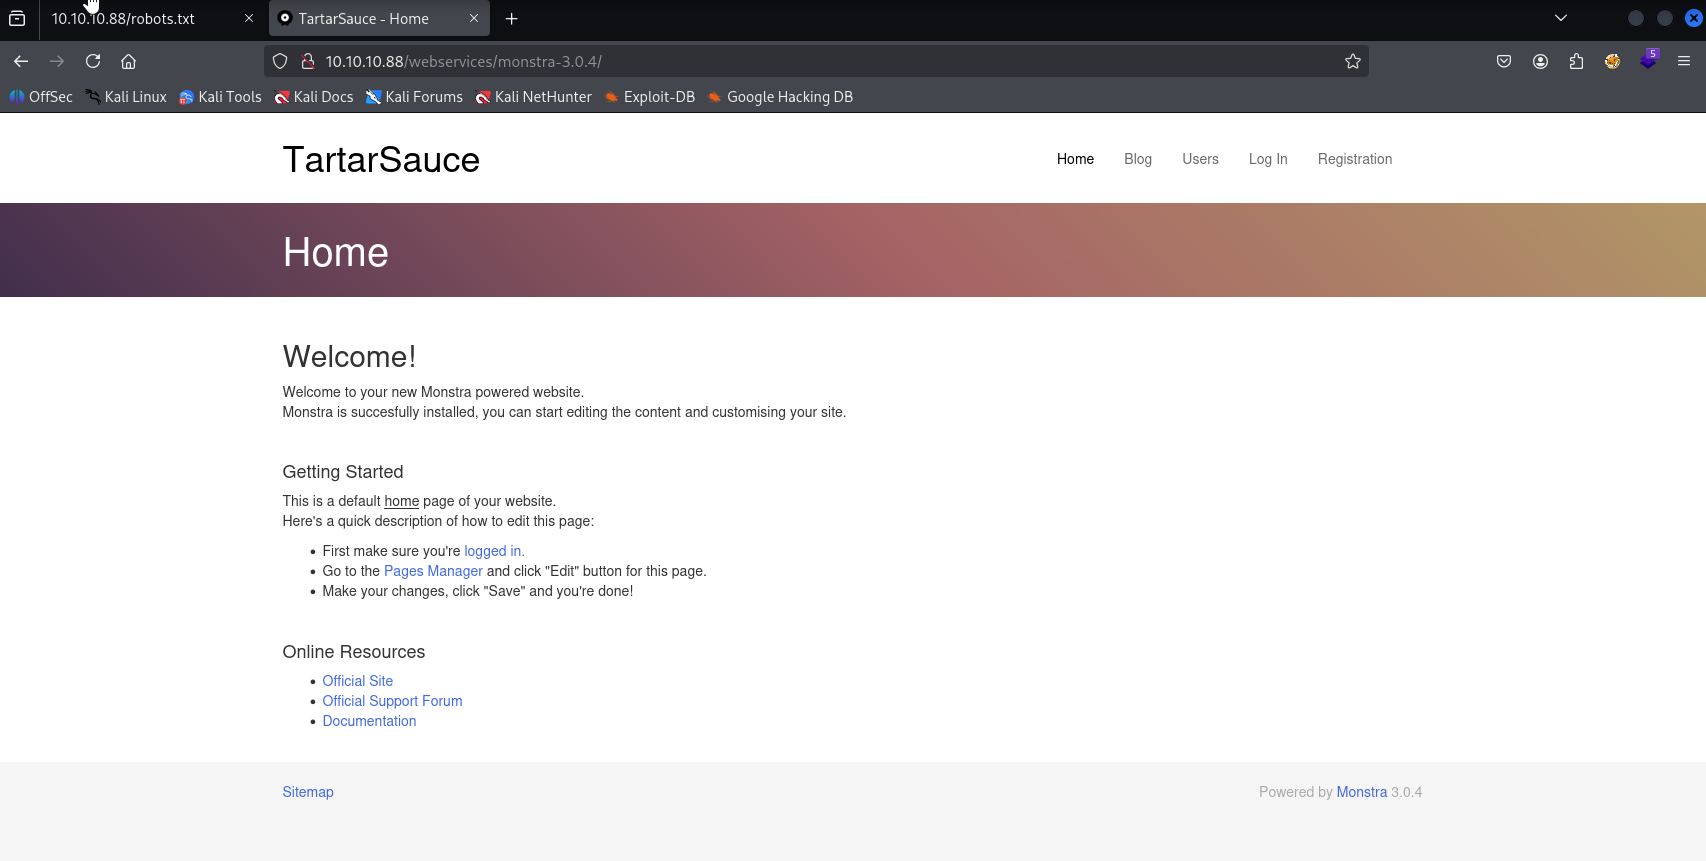 10.10.10.88/robots.txt
TartarSauce - Home
10.10.10.88/webservices/monstra-3.0.4/
5
OffSec Kali Linux Kali Tools Kali Docs Kali Forums Kali NetHunter Exploit-DB Google Hacking DB
TartarSauce
Home Blog Users Log In Registration
Home
Welcome!
Welcome to your new Monstra powered website.
Monstra is succesfully installed, you can start editing the content and customising your site.
Getting Started
This is a default home page of your website.
Here's a quick description of how to edit this page:
First make sure you're logged in.
Go to the Pages Manager and click "Edit" button for this page.
Make your changes, click "Save" and you're done!
Online Resources
Official Site
Official Support Forum
Documentation
Sitemap
Powered by Monstra 3.0.4